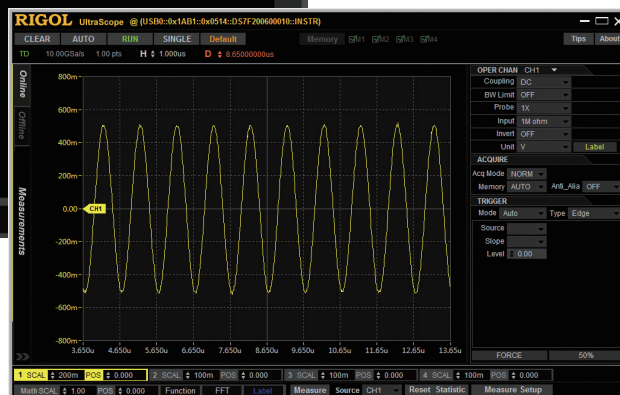 RIGOL UltraScope @ (USB0::0x1AB1::0x0514::DS7F200600010::INSTR)
CLEAR AUTO RUN SINGLE Default Memory M1 M2 M3 M4 Tips About
TD 10.00GSa/s 1.00 pts H 1.000us D 8.65000000us
Online
Offline
Measurements
800m
600m
400m
200m
0.00
-200m
-400m
-600m
-800m
CH1
3.650u 4.650u 5.650u 6.650u 7.650u 8.650u 9.650u 10.65u 11.65u 12.65u 13.65u
OPER CHAN CH1
Coupling DC
BW Limit OFF
Probe 1X
Input 1M ohm
Invert OFF
Unit V Label
ACQUIRE
Acq Mode NORM
Memory AUTO Anti_Alia OFF
TRIGGER
Mode Auto Type Edge
Source
Slope
Level 0.00
FORCE 50%
1 SCAL 200m POS 0.000 2 SCAL 100m POS 0.000 3 SCAL 100m POS 0.000 4 SCAL 100m POS 0.000
Math SCAL 1.00 POS 0.000 Function FFT Label Measure Source CH1 Reset Statistic Measure Setup